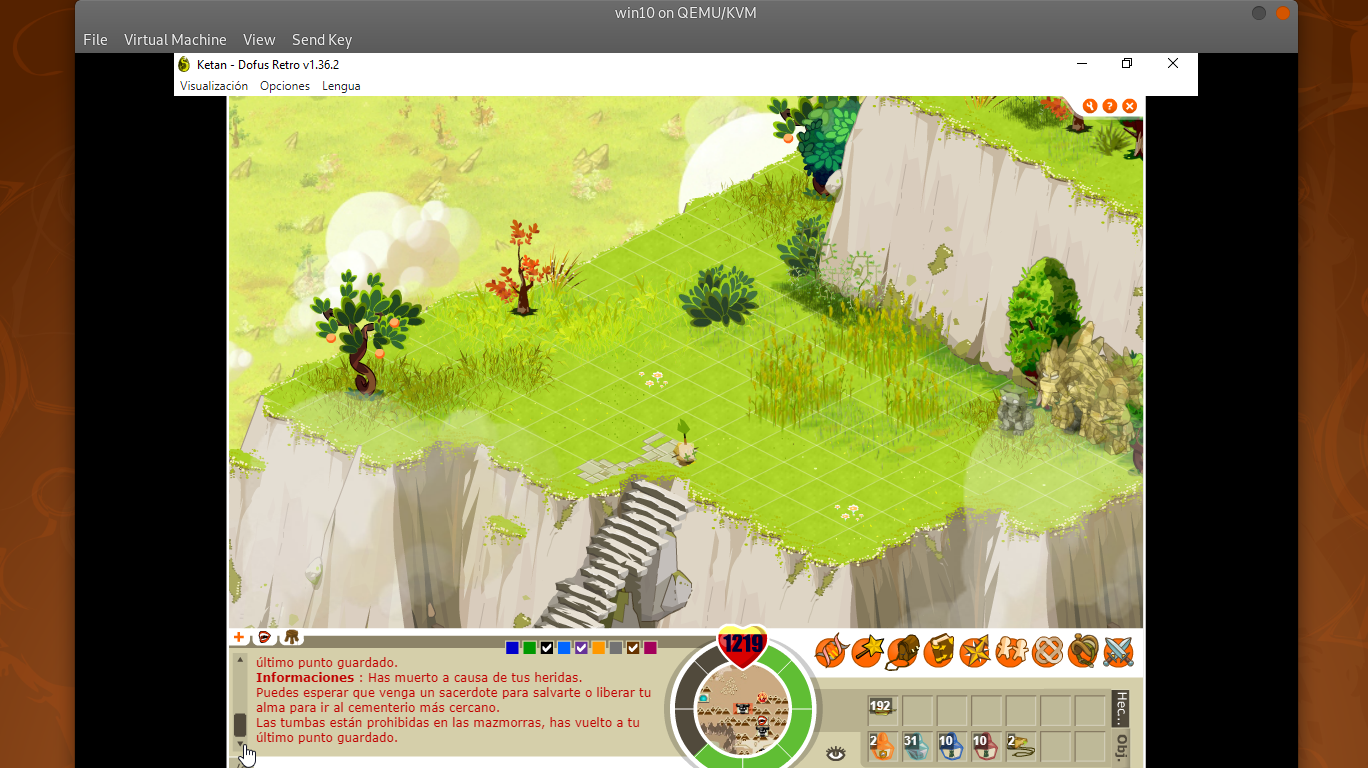 win10 on QEMU/KVM
File Virtual Machine View Send Key
Ketan - Dofus Retro v1.36.2
Visualización Opciones Lengua
1219
último punto guardado.
Informaciones : Has muerto a causa de tus heridas.
Puedes esperar que venga un sacerdote para salvarte o liberar tu
alma para ir al cementerio más cercano.
Las tumbas están prohibidas en las mazmorras, has vuelto a tu
último punto guardado.
192
Hec...
2 31 10 10 2
Obj.